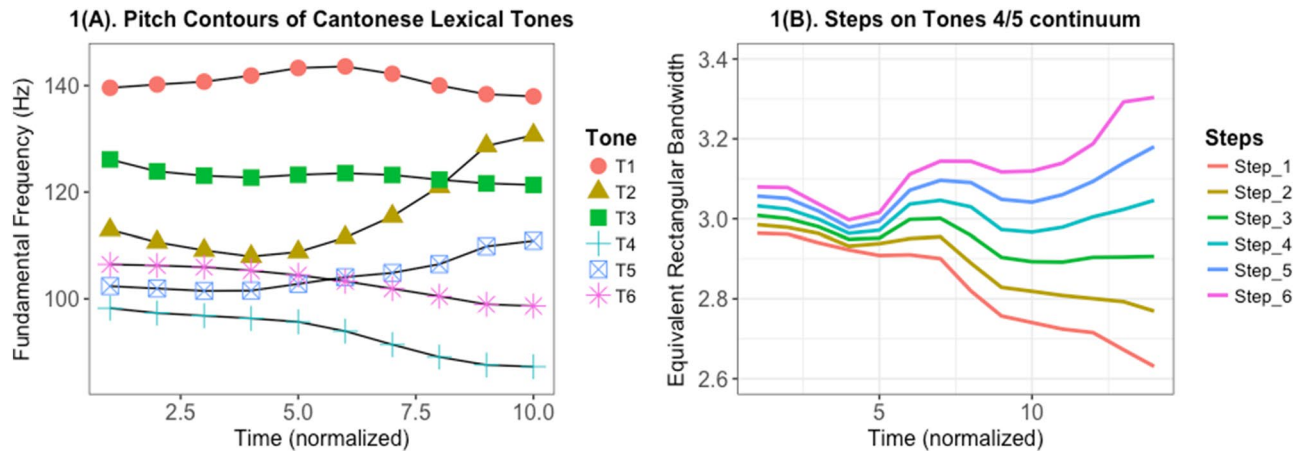 1(A). Pitch Contours of Cantonese Lexical Tones
Fundamental Frequency (Hz)
140
120
100
2.5
5.0
7.5
10.0
Time (normalized)
Tone
T1
T2
T3
T4
T5
T6
1(B). Steps on Tones 4/5 continuum
Equivalent Rectangular Bandwidth
3.4
3.2
3.0
2.8
2.6
5
10
Time (normalized)
Steps
Step_1
Step_2
Step_3
Step_4
Step_5
Step_6